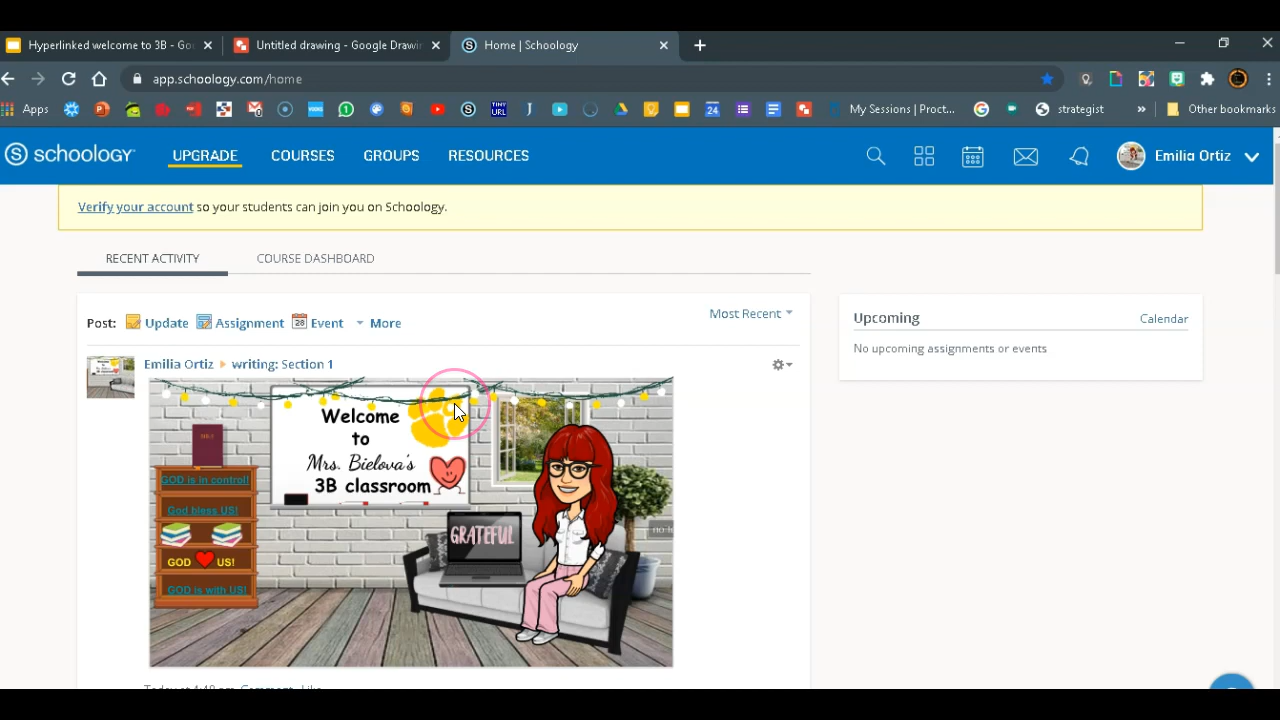 Hyperlinked welcome to 3B - Go
Untitled drawing - Google Drawin
Home | Schoology
app.schoology.com/home
Apps
My Sessions | Proct...
strategist
Other bookmarks
schoology
UPGRADE
COURSES
GROUPS
RESOURCES
Emilia Ortiz
Verify your account so your students can join you on Schoology.
RECENT ACTIVITY
COURSE DASHBOARD
Post: Update Assignment Event More
Most Recent
Upcoming
Calendar
No upcoming assignments or events
Emilia Ortiz writing: Section 1
Welcome
to
Mrs. Bielova's
3B classroom
GOD is in control!
God bless US!
GOD US!
GOD is with US!
GRATEFUL